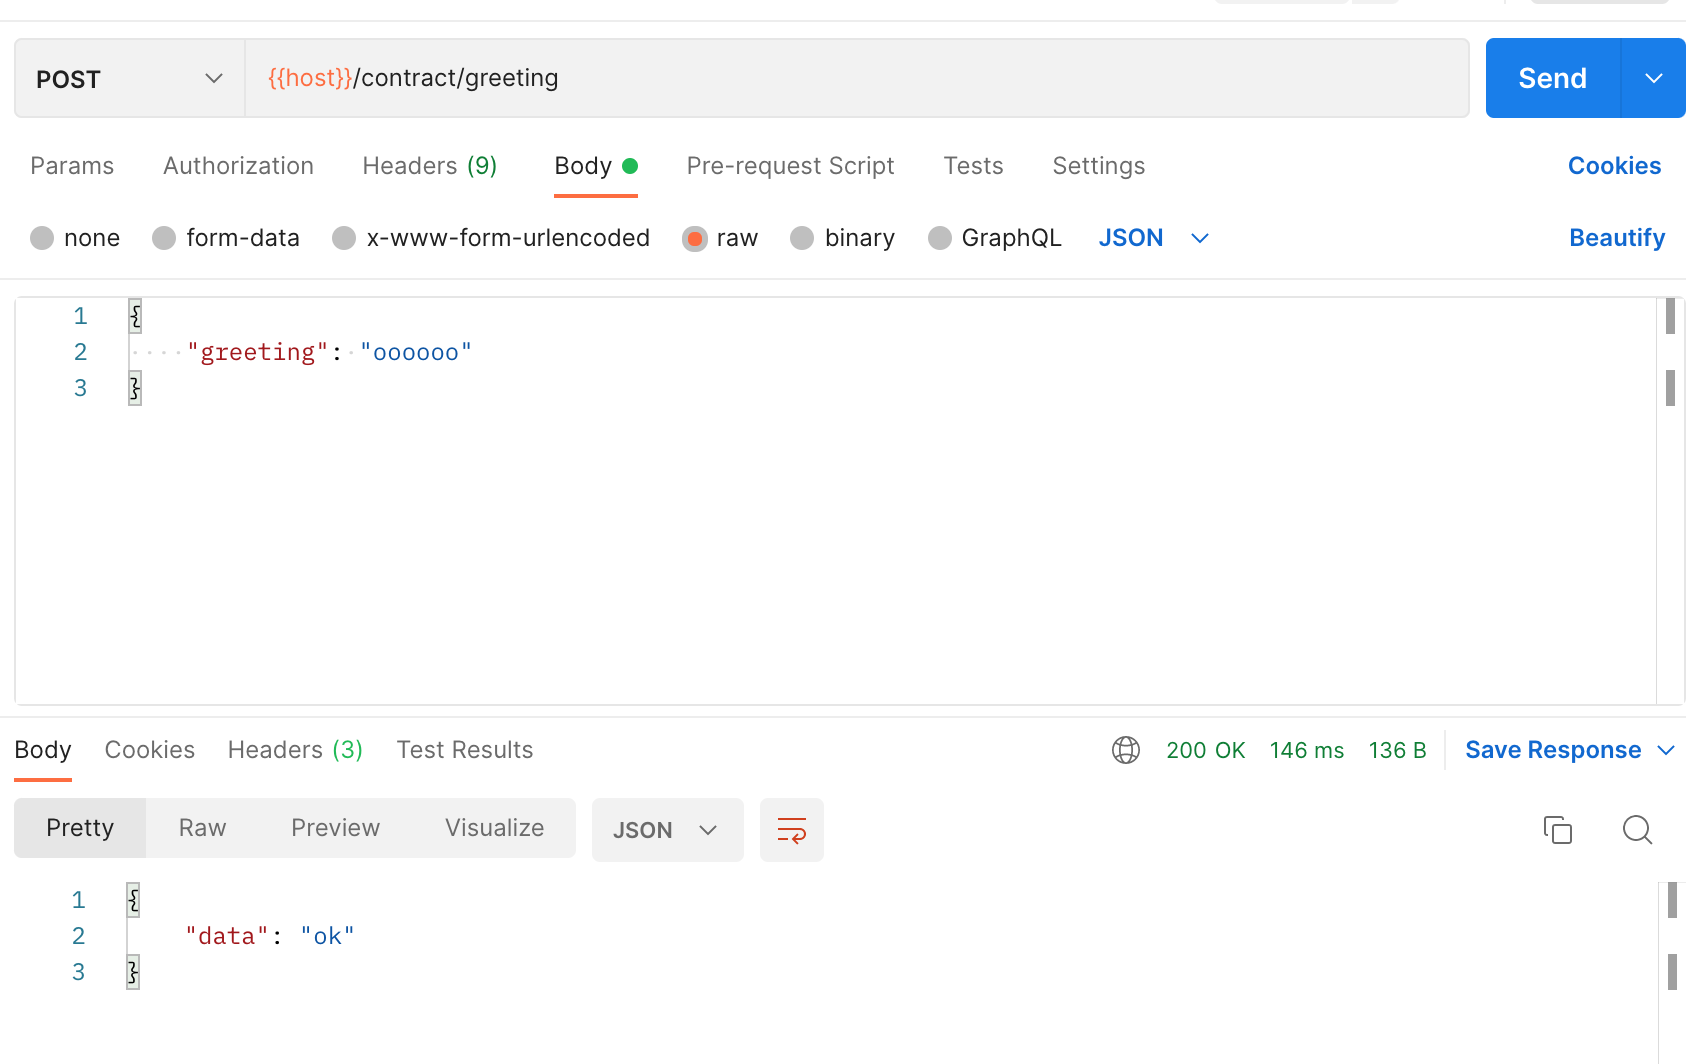 POST {{host}}/contract/greeting Send
Params Authorization Headers (9) Body Pre-request Script Tests Settings Cookies
none form-data x-www-form-urlencoded raw binary GraphQL JSON Beautify
1 {
2 "greeting": "oooooo"
3 }
Body Cookies Headers (3) Test Results 200 OK 146 ms 136 B Save Response
Pretty Raw Preview Visualize JSON
1 {
2 "data": "ok"
3 }